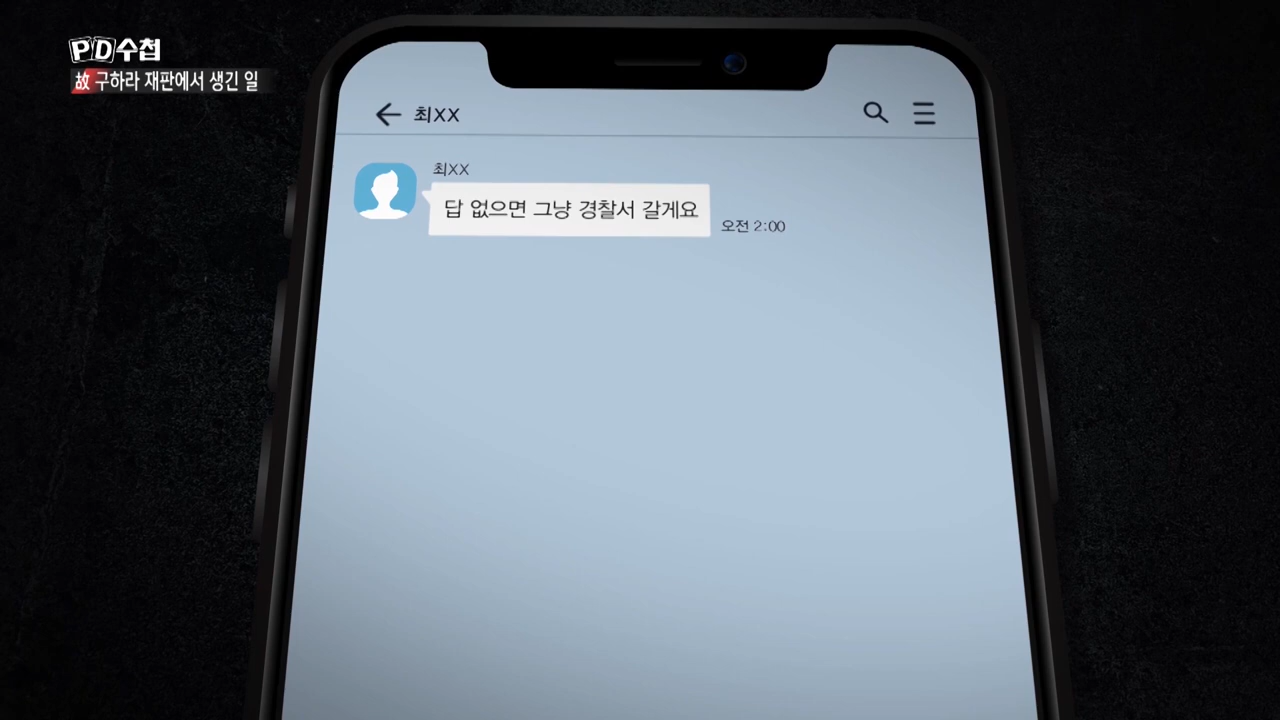 PD수첩
故 구하라 재판에서 생긴 일
최XX
최XX
답 없으면 그냥 경찰서 갈게요
오전 2:00